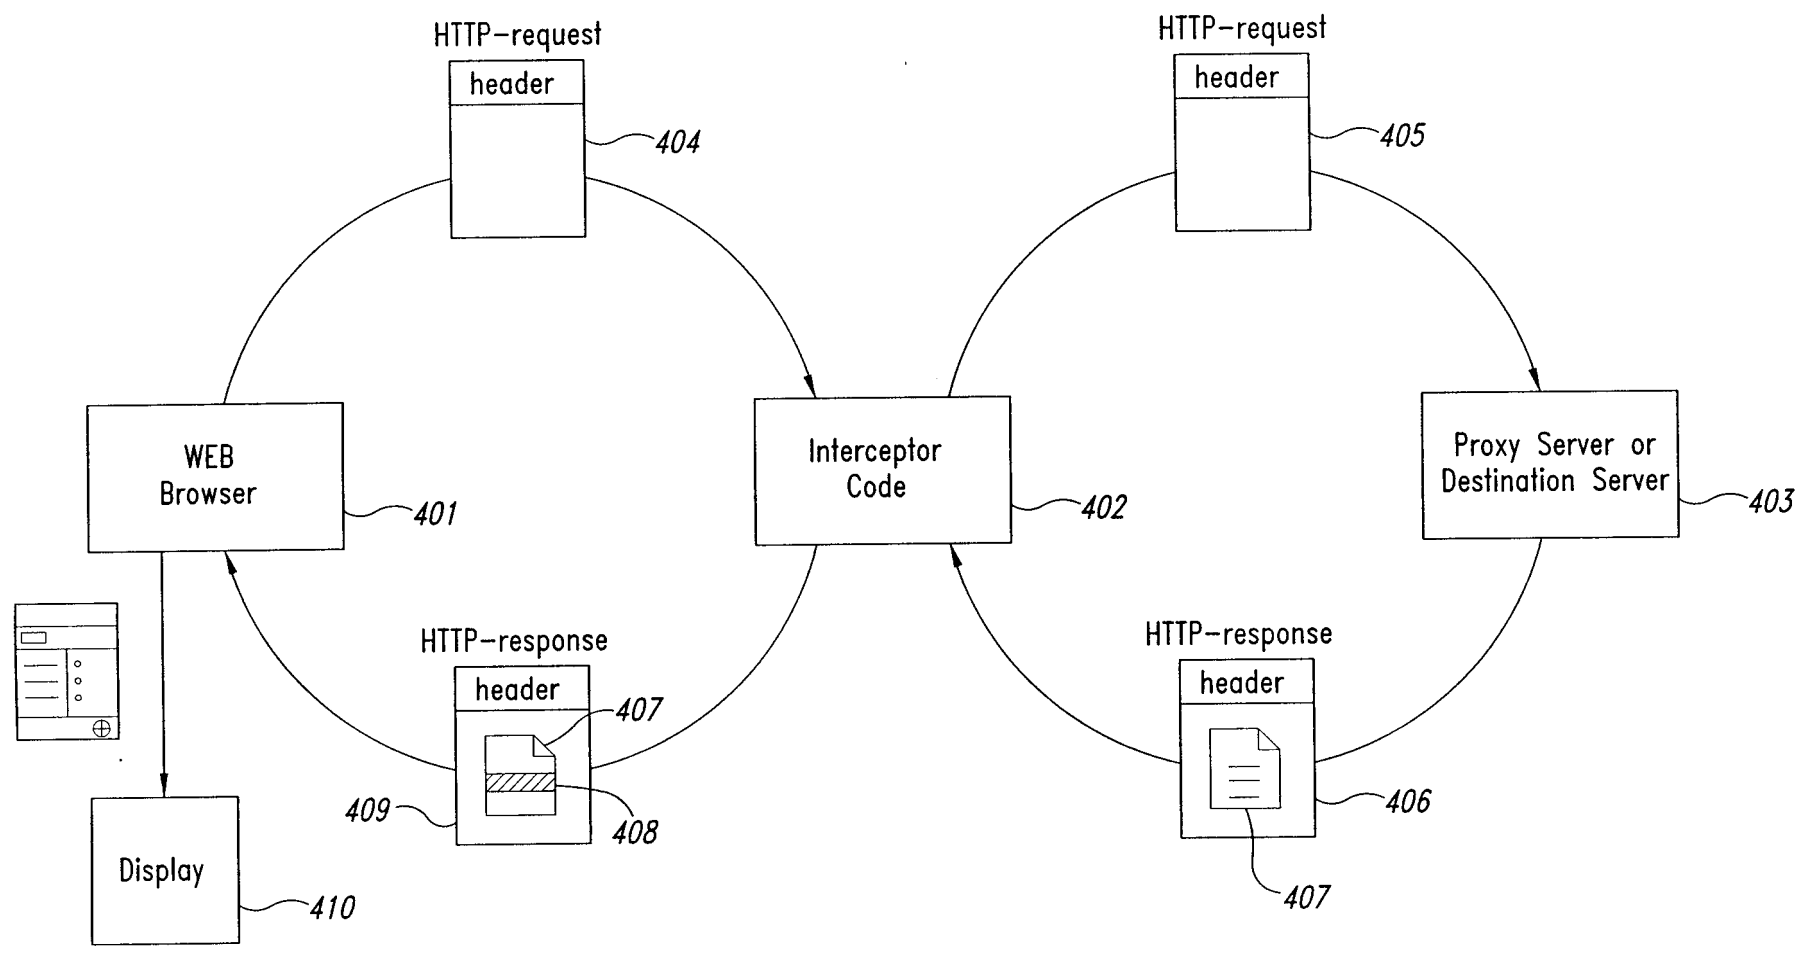 HTTP-request
header
404
HTTP-request
header
405
WEB
Browser
401
Interceptor
Code
402
Proxy Server or
Destination Server
403
HTTP-response
header
407
408
409
HTTP-response
header
406
407
Display
410